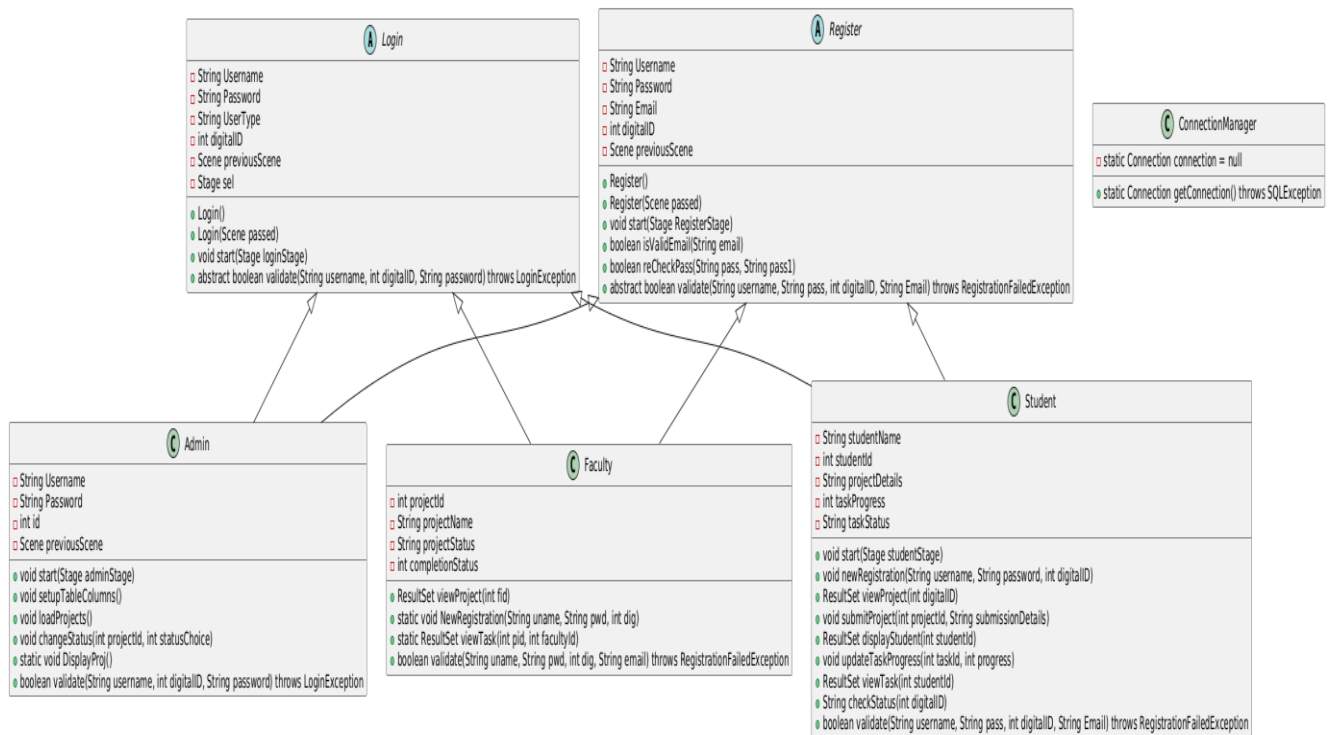 A Login
String Username
String Password
String UserType
int digitalID
Scene previousScene
Stage sel
Login()
Login(Scene passed)
void start(Stage loginStage)
abstract boolean validate(String username, int digitalID, String password) throws LoginException
A Register
String Username
String Password
String Email
int digitalID
Scene previousScene
Register()
Register(Scene passed)
void start(Stage RegisterStage)
boolean isValidEmail(String email)
boolean reCheckPass(String pass, String pass1)
abstract boolean validate(String username, String pass, int digitalID, String Email) throws RegistrationFailedException
C ConnectionManager
static Connection connection = null
static Connection getConnection() throws SQLException
C Admin
String Username
String Password
int id
Scene previousScene
void start(Stage adminStage)
void setupTableColumns()
void loadProjects()
void changeStatus(int projectId, int statusChoice)
static void DisplayProj()
boolean validate(String username, int digitalID, String password) throws LoginException
C Faculty
int projectId
String projectName
String projectStatus
int completionStatus
ResultSet viewProject(int fid)
static void NewRegistration(String uname, String pwd, int dig)
static ResultSet viewTask(int pid, int facultyId)
boolean validate(String uname, String pwd, int dig, String email) throws RegistrationFailedException
C Student
String studentName
int studentId
String projectDetails
int taskProgress
String taskStatus
void start(Stage studentStage)
void newRegistration(String username, String password, int digitalID)
ResultSet viewProject(int digitalID)
void submitProject(int projectId, String submissionDetails)
ResultSet displayStudent(int studentId)
void updateTaskProgress(int taskId, int progress)
ResultSet viewTask(int studentId)
String checkStatus(int digitalID)
boolean validate(String username, String pass, int digitalID, String Email) throws RegistrationFailedException